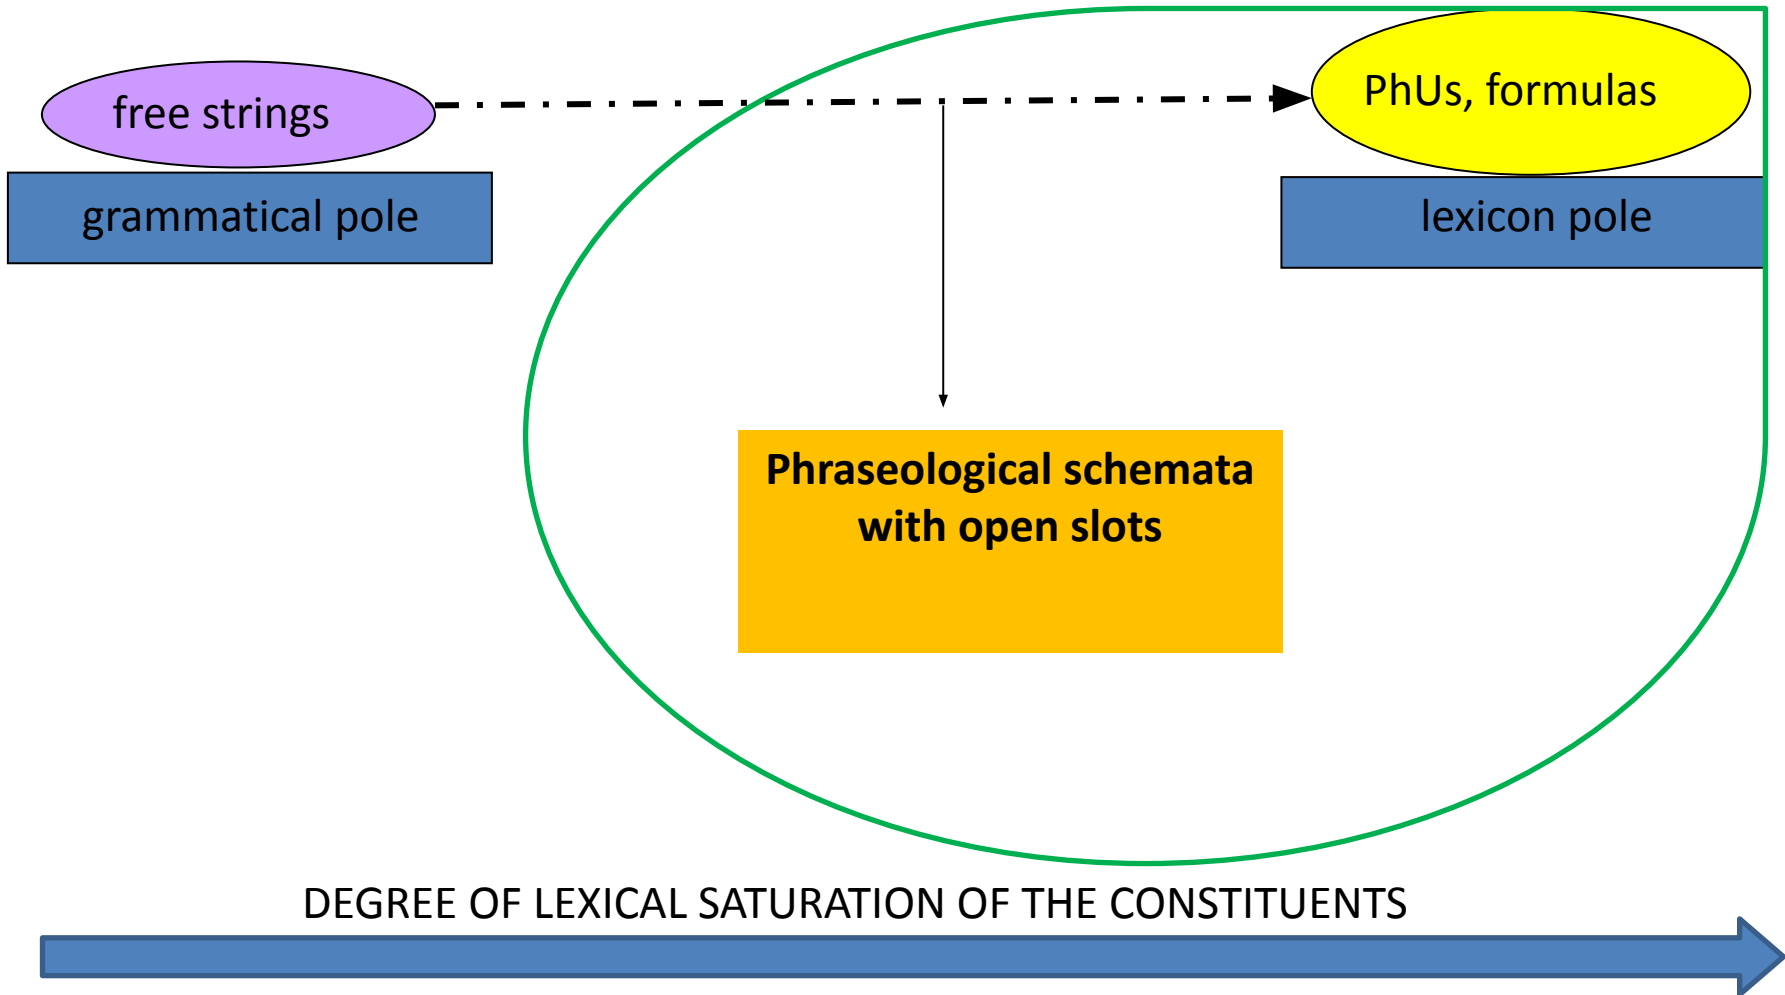 free strings
PhUs, formulas
grammatical pole
lexicon pole
Phraseological schemata
with open slots
DEGREE OF LEXICAL SATURATION OF THE CONSTITUENTS